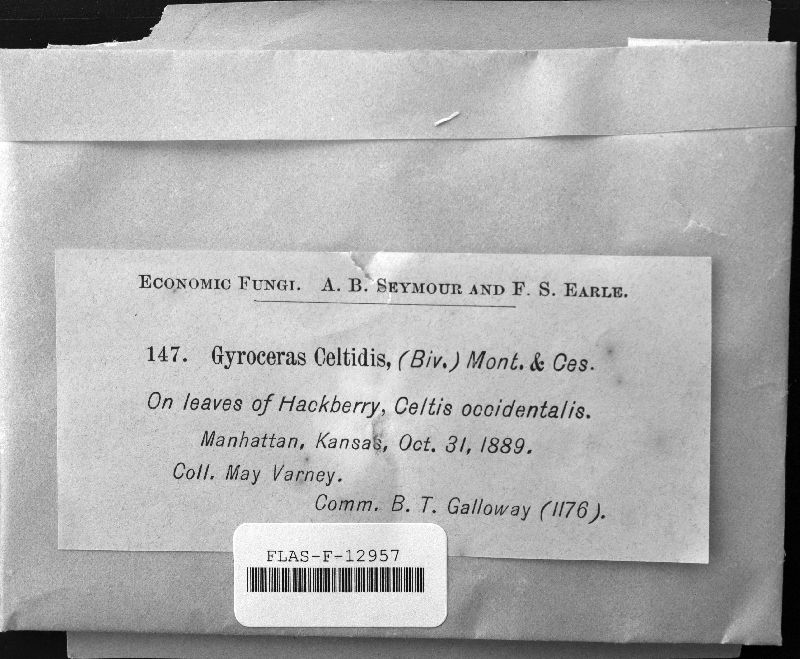 Economic Fungi. A. B. Seymour and F. S. Earle.
147. Gyroceras Celtidis, (Biv.) Mont. & Ces.
On leaves of Hackberry, Celtis occidentalis.
Manhattan, Kansas, Oct. 31, 1889.
Coll. May Varney.
Comm. B. T. Galloway (1176).
FLAS-F-12957